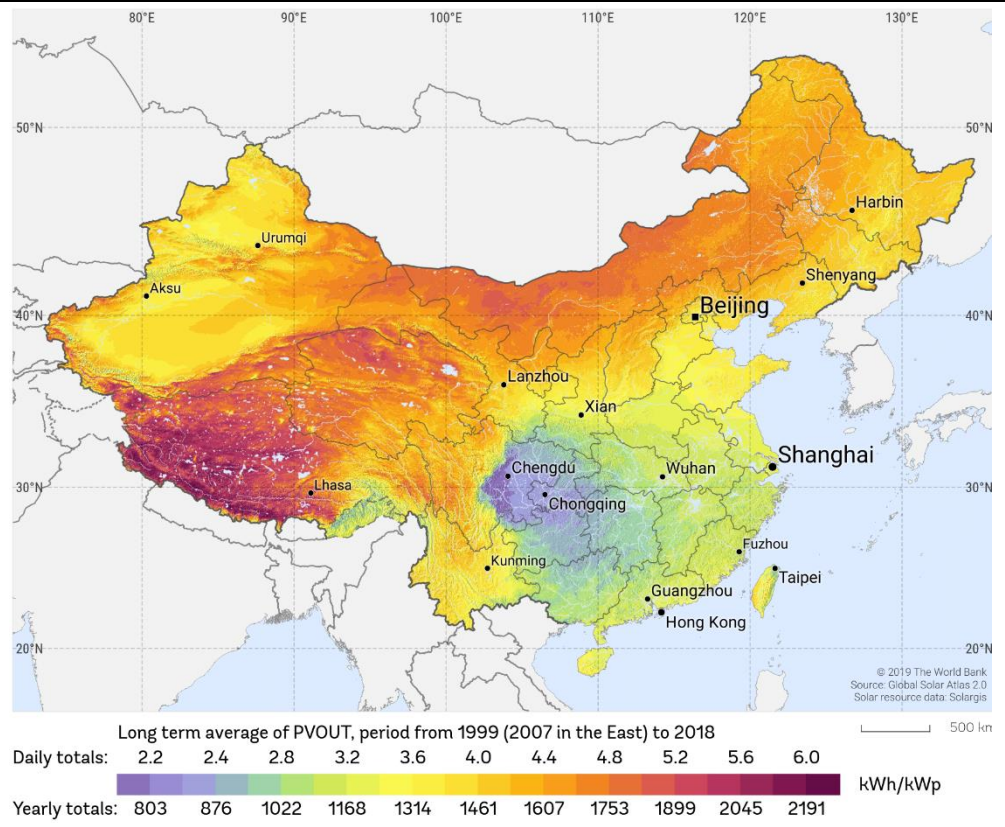 80°E 90°E 100°E 110°E 120°E 130°E
50°N 50°N
Harbin
Urumqi
Shenyang
Aksu
Beijing
40°N 40°N
Lanzhou
Xian
Shanghai
Chengdu
Wuhan
30°N Lhasa 30°N
Chongqing
Fuzhou
Kunming
Taipei
Guangzhou
Hong Kong
20°N 20°N
© 2019 The World Bank
Source: Global Solar Atlas 2.0
Solar resource data: Solargis
Long term average of PVOUT, period from 1999 (2007 in the East) to 2018
500 km
Daily totals: 2.2 2.4 2.8 3.2 3.6 4.0 4.4 4.8 5.2 5.6 6.0
kWh/kWp
Yearly totals: 803 876 1022 1168 1314 1461 1607 1753 1899 2045 2191